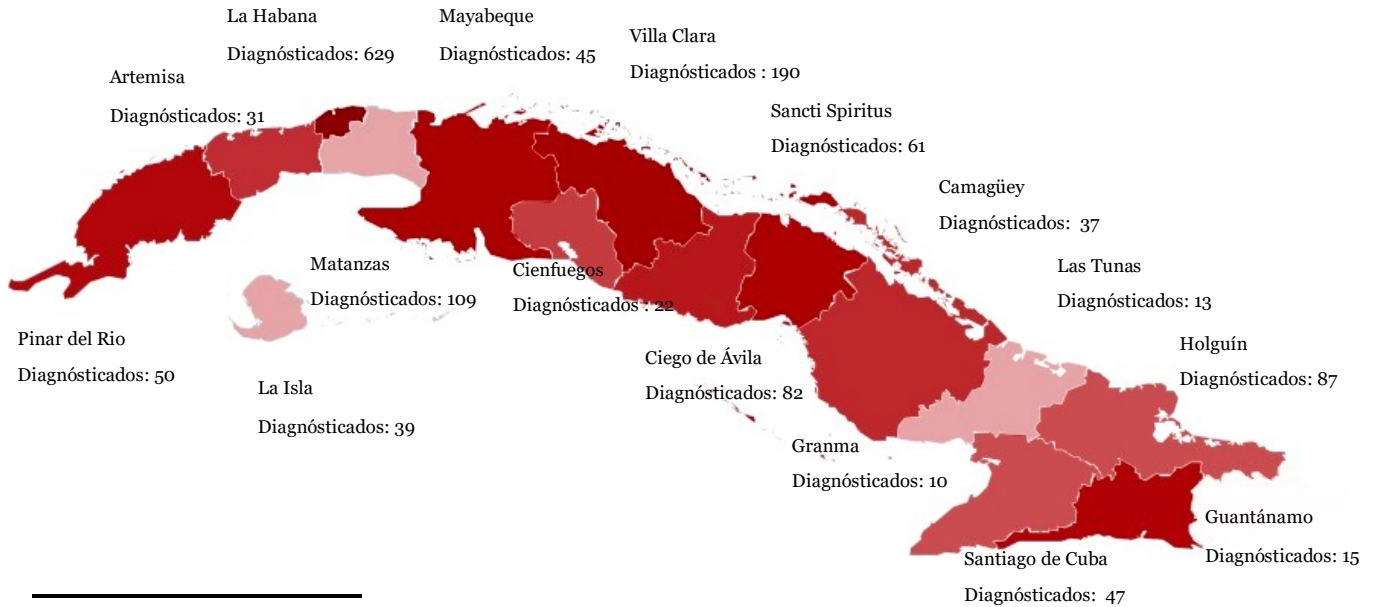 La Habana
Diagnósticados: 629
Mayabeque
Diagnósticados: 45
Villa Clara
Diagnósticados : 190
Artemisa
Diagnósticados: 31
Sancti Spiritus
Diagnósticados: 61
Camagüey
Diagnósticados: 37
Matanzas
Diagnósticados: 109
Cienfuegos
Diagnósticados : 22
Las Tunas
Diagnósticados: 13
Pinar del Rio
Diagnósticados: 50
La Isla
Diagnósticados: 39
Ciego de Ávila
Diagnósticados: 82
Holguín
Diagnósticados: 87
Granma
Diagnósticados: 10
Guantánamo
Diagnósticados: 15
Santiago de Cuba
Diagnósticados: 47